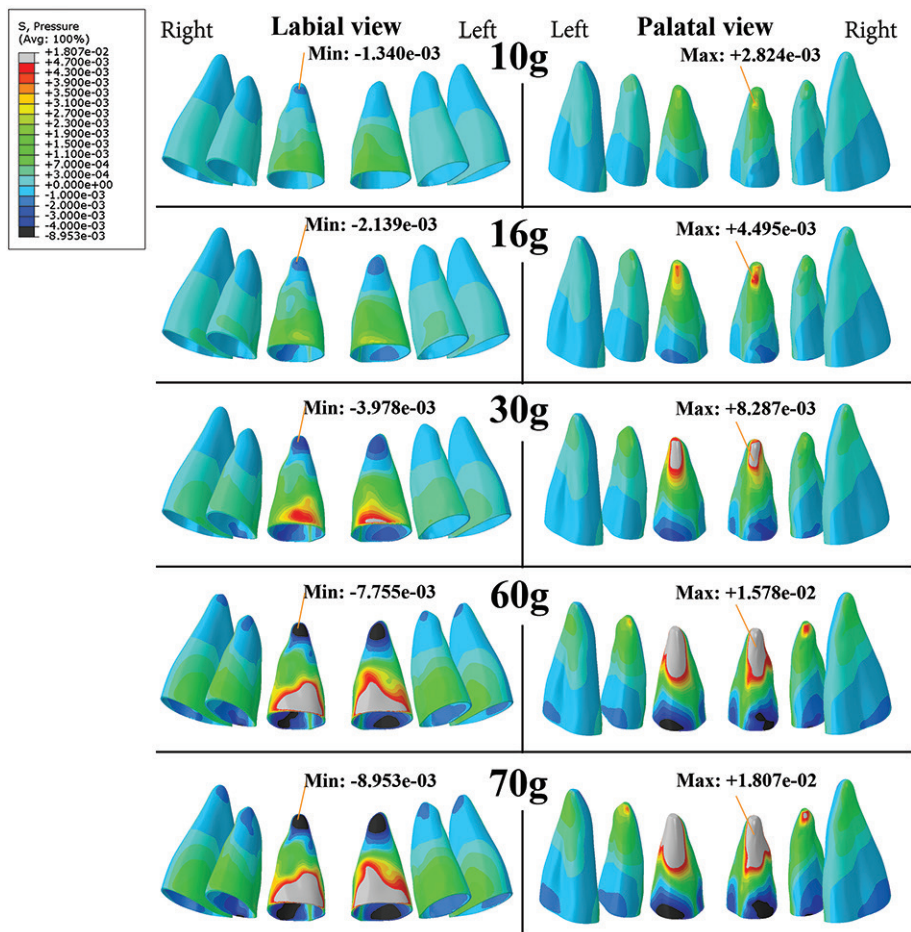 S, Pressure
(Avg: 100%)
+1.807e-02
+4.700e-03
+4.300e-03
+3.900e-03
+3.500e-03
+3.100e-03
+2.700e-03
+2.300e-03
+1.900e-03
+1.500e-03
+1.100e-03
+7.000e-04
+3.000e-04
+0.000e+00
-1.000e-03
-2.000e-03
-3.000e-03
-4.000e-03
-8.953e-03
Right Labial view Left
Left Palatal view Right
10g
Min: -1.340e-03
Max: +2.824e-03
16g
Min: -2.139e-03
Max: +4.495e-03
30g
Min: -3.978e-03
Max: +8.287e-03
60g
Min: -7.755e-03
Max: +1.578e-02
70g
Min: -8.953e-03
Max: +1.807e-02